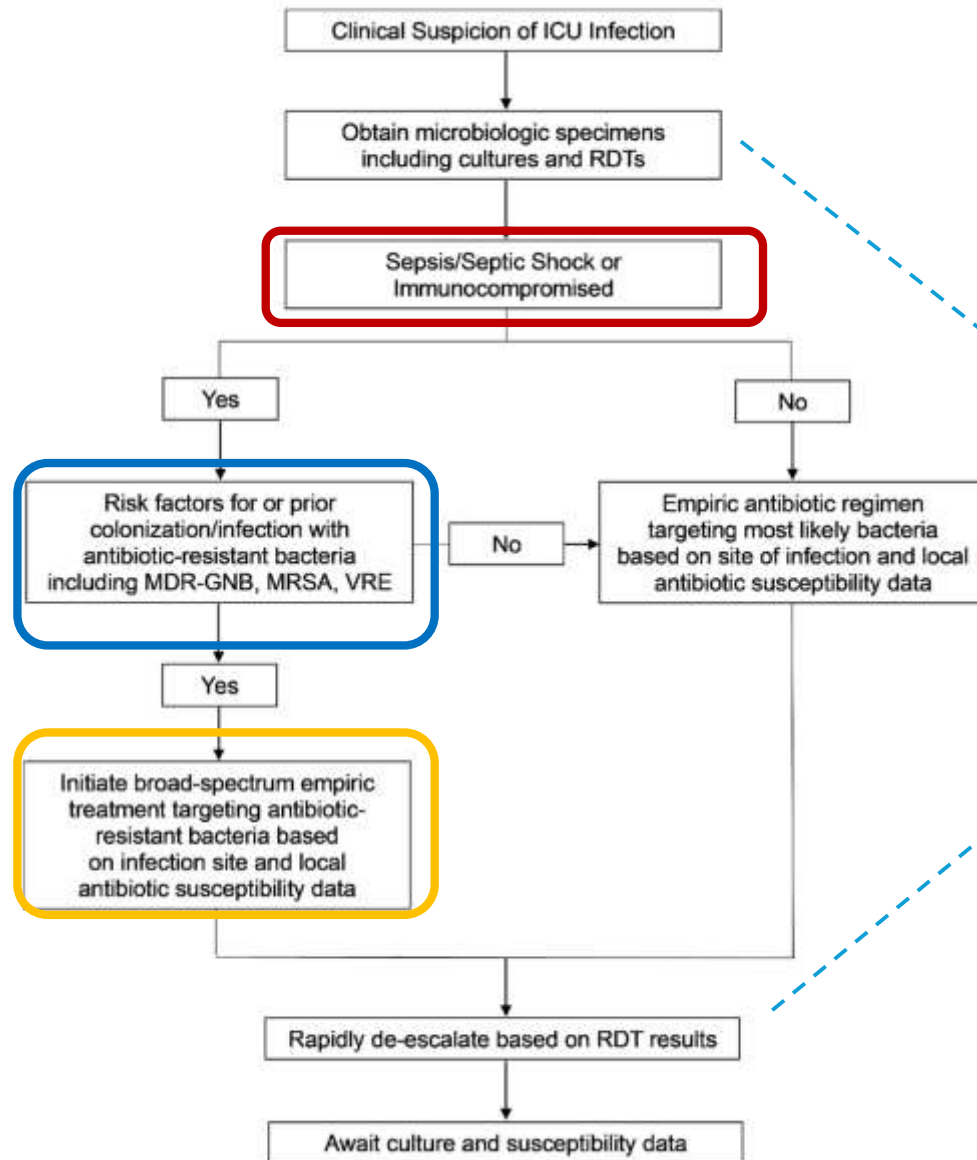 Clinical Suspicion of ICU Infection
Obtain microbiologic specimens
including cultures and RDTs
Sepsis/Septic Shock or
Immunocompromised
Yes
No
Risk factors for or prior
colonization/infection with
antibiotic-resistant bacteria
including MDR-GNB, MRSA, VRE
No
Empiric antibiotic regimen
targeting most likely bacteria
based on site of infection and local
antibiotic susceptibility data
Yes
Initiate broad-spectrum empiric
treatment targeting antibiotic-
resistant bacteria based
on infection site and local
antibiotic susceptibility data
Rapidly de-escalate based on RDT results
Await culture and susceptibility data